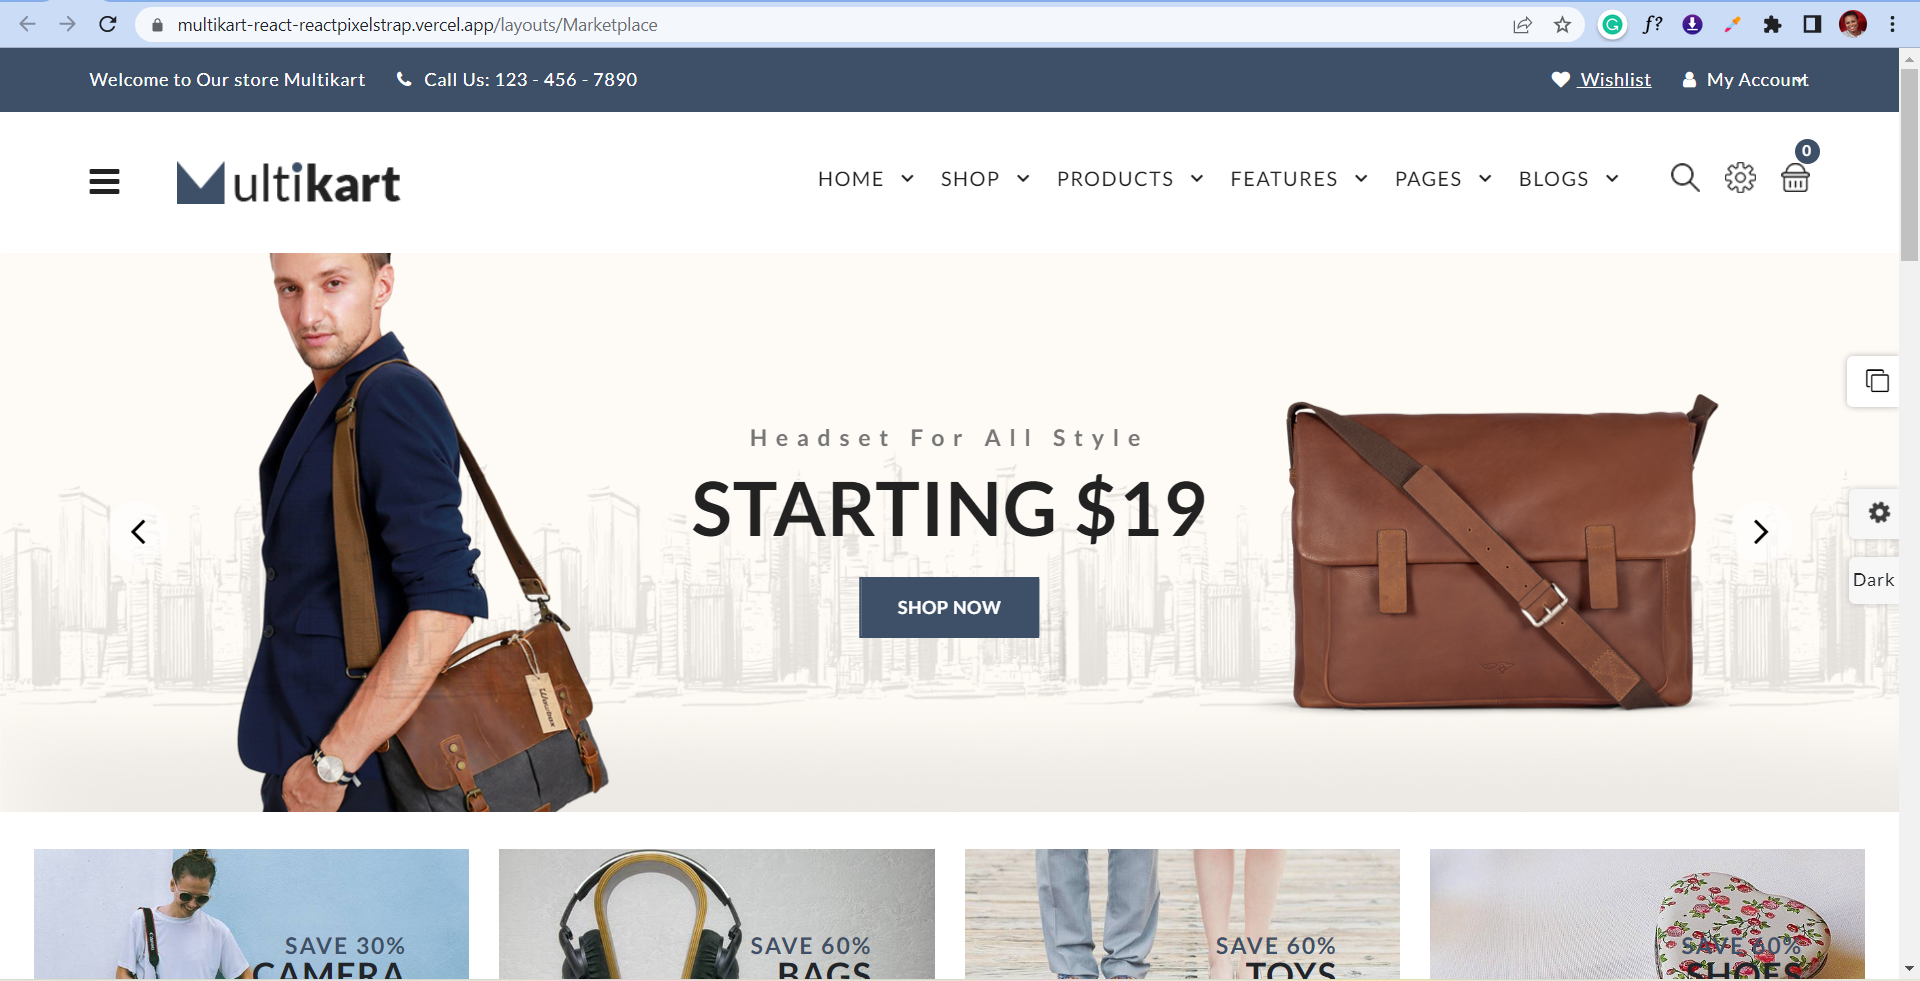 multikart-react-reactpixelstrap.vercel.app/layouts/Marketplace
Welcome to Our store Multikart
Call Us: 123 - 456 - 7890
Wishlist
My Account
Multikart
HOME
SHOP
PRODUCTS
FEATURES
PAGES
BLOGS
0
Headset For All Style
STARTING $19
SHOP NOW
Dark
SAVE 30%
CAMERA
SAVE 60%
BAGS
SAVE 60%
TOYS
SAVE 60%
SHOES